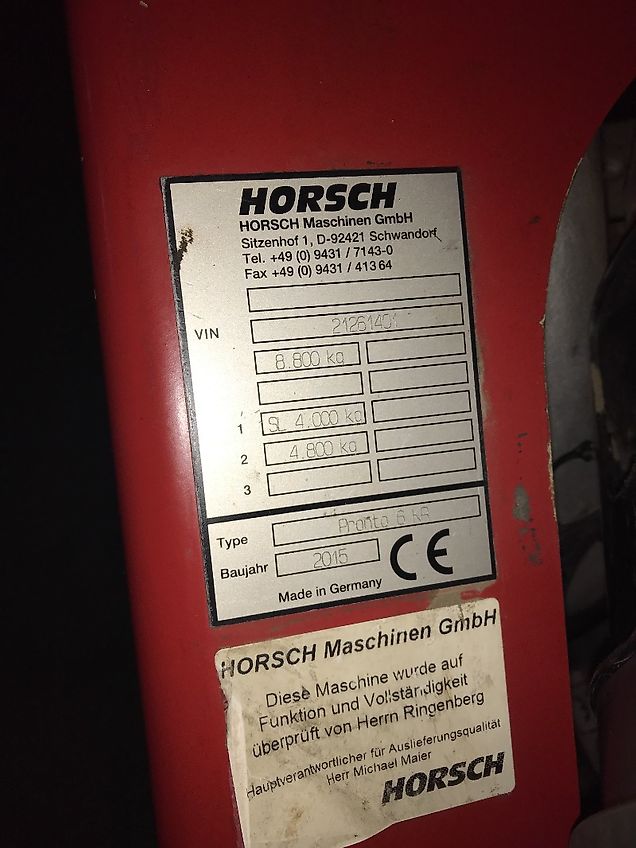 HORSCH
HORSCH Maschinen GmbH
Sitzenhof 1, D-92421 Schwandorf
Tel. +49 (0) 9431 / 7143-0
Fax +49 (0) 9431 / 413 64
VIN 21261401
8.800 kg
1 SL 4.000 kg
2 4.800 kg
3
Type Pronto 6 KR
Baujahr 2015 CE
Made in Germany
HORSCH Maschinen GmbH
Diese Maschine wurde auf
Funktion und Vollständigkeit
überprüft von Herrn Ringenberg
Hauptverantwortlicher für Auslieferungsqualität
Herr Michael Maier
HORSCH